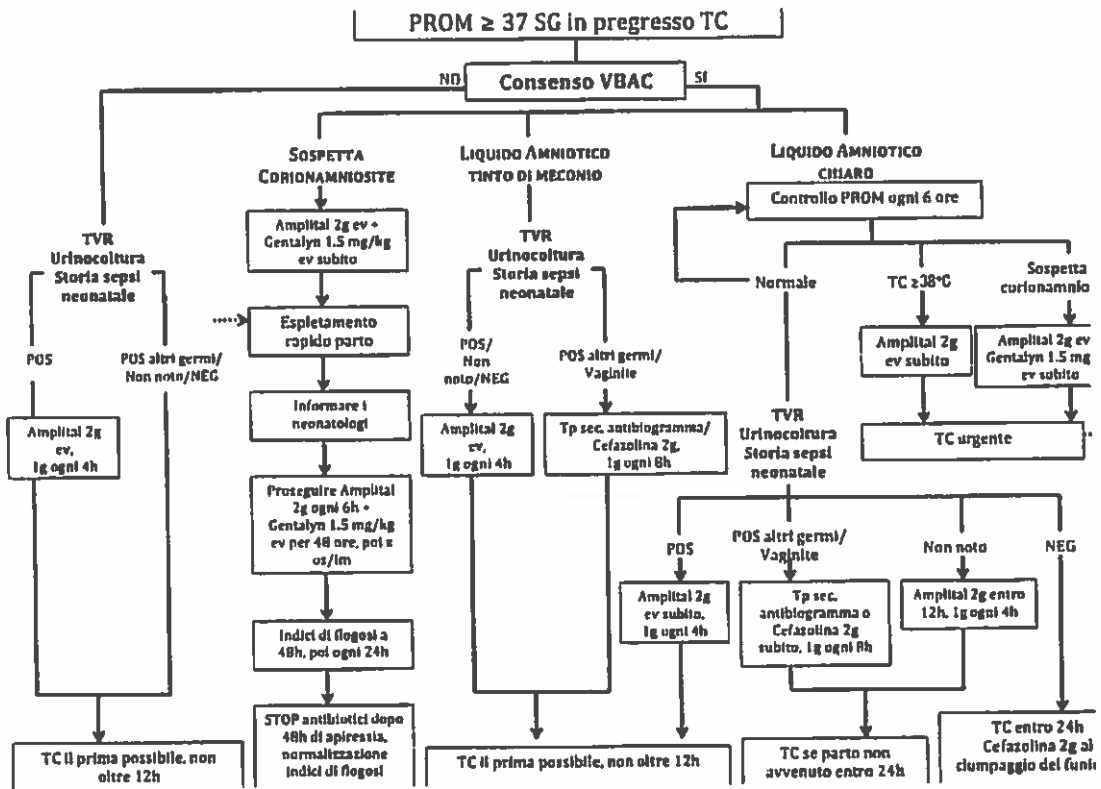 PROM ≥ 37 SG in pregresso TC
NO
Consenso VBAC
SI
SOSPETTA
CORIONAMNIOSITE
Amplital 2g ev +
Gentalyn 1.5 mg/kg
ev subito
Espletamento
rapido parto
Informare i
neonatologi
Proseguire Amplital
2g ogni 6h +
Gentalyn 1.5 mg/kg
ev per 48 ore, poi x
os/im
Indici di flogosi a
48h, poi ogni 24h
STOP antibiotici dopo
48h di apiressia,
normalizzazione
indici di flogosi
TVR
Urinocoltura
Storia sepsi
neonatale
POS
POS altri germi/
Non noto/NEG
Amplital 2g
ev,
1g ogni 4h
TC il prima possibile, non
oltre 12h
LIQUIDO AMNIOTICO
TINTO DI MECONIO
TVR
Urinocoltura
Storia sepsi
neonatale
POS/
Non
noto/NEG
POS altri germi/
Vaginite
Amplital 2g
ev,
1g ogni 4h
Tp sec. antibiogramma/
Cefazolina 2g,
1g ogni 8h
TC il prima possibile, non oltre 12h
LIQUIDO AMNIOTICO
CHIARO
Controllo PROM ogni 6 ore
Normale
TC ≥38°C
Sospetta
corionamnio
Amplital 2g
ev subito
Amplital 2g ev
Gentalyn 1.5 mg
ev subito
TC urgente
TVR
Urinocoltura
Storia sepsi
neonatale
POS
POS altri germi/
Vaginite
Non noto
NEG
Amplital 2g
ev subito,
1g ogni 4h
Tp sec.
antibiogramma o
Cefazolina 2g
subito, 1g ogni 8h
Amplital 2g entro
12h, 1g ogni 4h
TC se parto non
avvenuto entro 24h
TC entro 24h
Cefazolina 2g al
clampaggio del funi